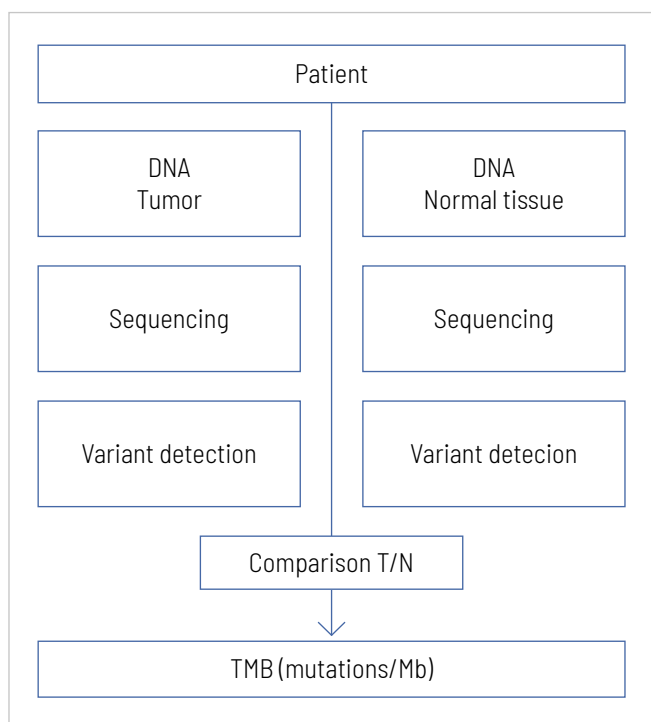 Patient
DNA
Tumor
DNA
Normal tissue
Sequencing
Sequencing
Variant detection
Variant detecion
Comparison T/N
TMB (mutations/Mb)